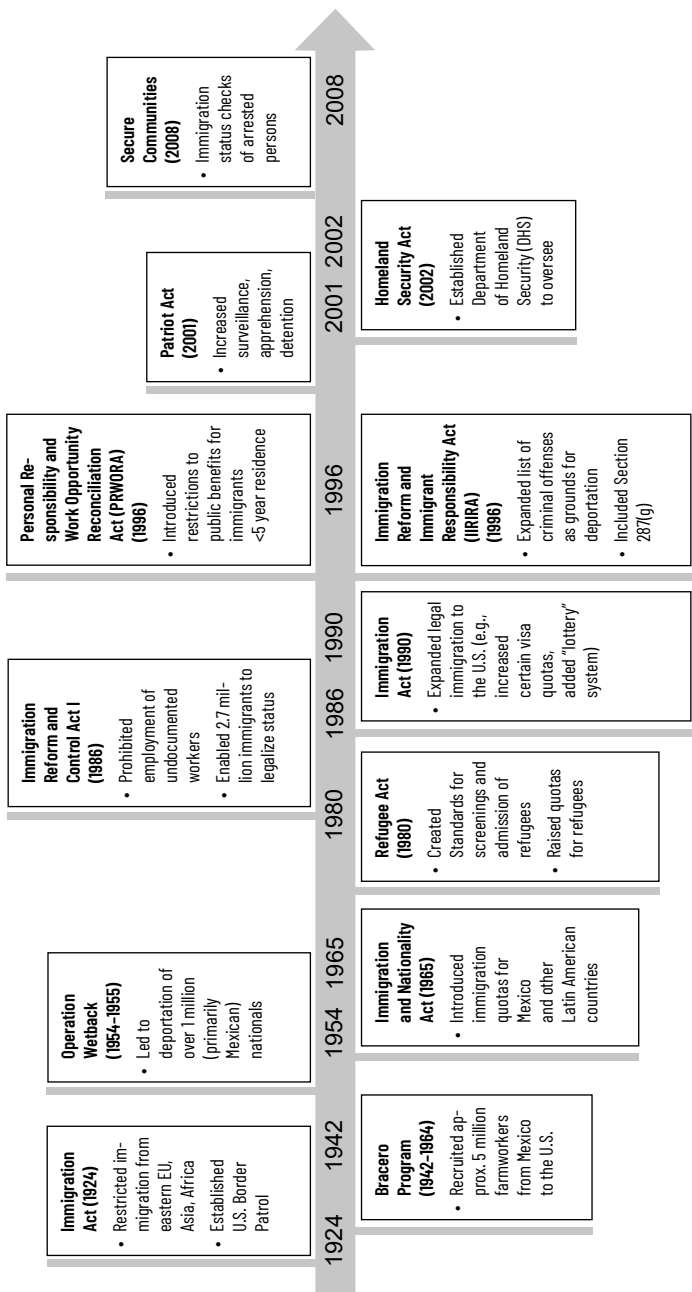 Immigration
Act (1924)
• Restricted im-
migration from
eastern EU,
Asia, Africa
• Established
U.S. Border
Patrol
Operation
Wetback
(1954–1955)
• Led to
deportation of
over 1 million
(primarily
Mexican)
nationals
Immigration
Reform and
Control Act I
(1986)
• Prohibited
employment of
undocumented
workers
• Enabled 2.7 mil-
lion immigrants to
legalize status
Personal Re-
sponsibility and
Work Opportunity
Reconciliation
Act (PRWORA)
(1996)
• Introduced
restrictions to
public benefits for
immigrants
<5 year residence
Patriot Act
(2001)
• Increased
surveillance,
apprehension,
detention
Secure
Communities
(2008)
• Immigration
status checks
of arrested
persons
1924 1942 1954 1965 1980 1986 1990 1996 2001 2002 2008
Bracero
Program
(1942–1964)
• Recruited ap-
prox. 5 million
farmworkers
from Mexico
to the U.S.
Immigration
and Nationality
Act (1965)
• Introduced
immigration
quotas for
Mexico
and other
Latin American
countries
Refugee Act
(1980)
• Created
Standards for
screenings and
admission of
refugees
• Raised quotas
for refugees
Immigration
Act (1990)
• Expanded legal
immigration to
the U.S. (e.g.,
increased
certain visa
quotas,
added "lottery"
system)
Immigration
Reform and
Immigrant
Responsibility Act
(IIRIRA)
(1996)
• Expanded list of
criminal offenses
as grounds for
deportation
• Included Section
287(g)
Homeland
Security Act
(2002)
• Established
Department
of Homeland
Security (DHS)
to oversee